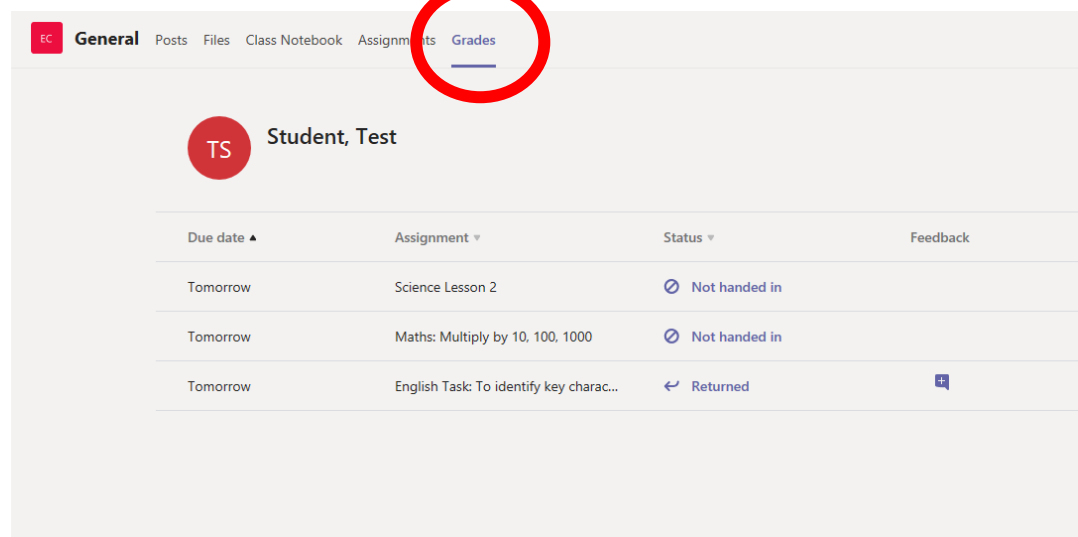 EC General Posts Files Class Notebook Assignments Grades
TS Student, Test
Due date Assignment Status Feedback
Tomorrow Science Lesson 2 Not handed in
Tomorrow Maths: Multiply by 10, 100, 1000 Not handed in
Tomorrow English Task: To identify key charac... Returned